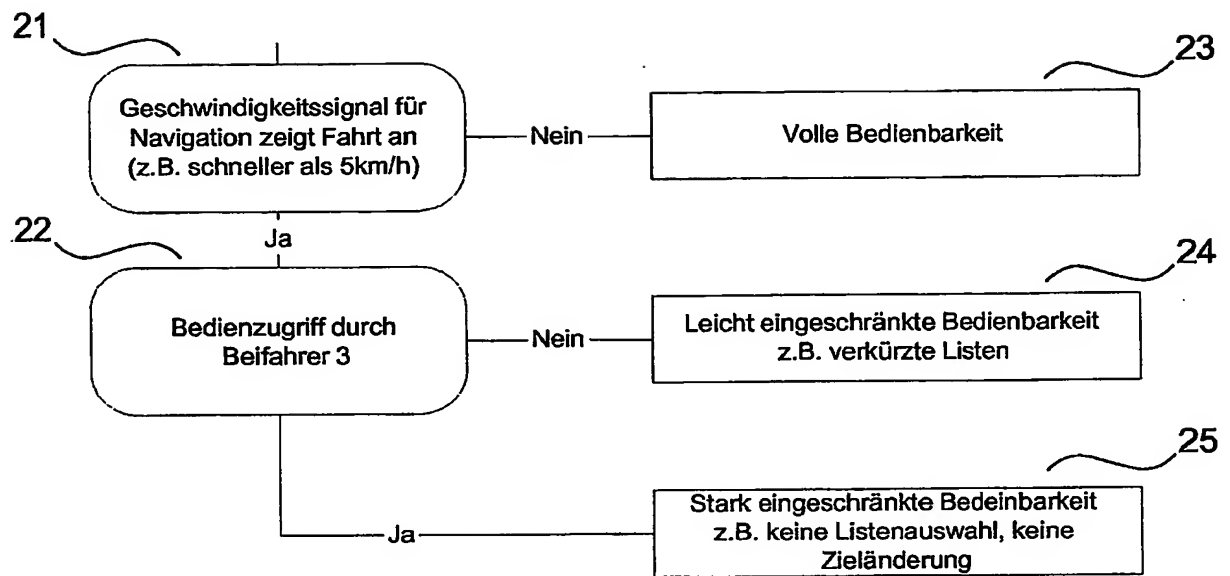 21
Geschwindigkeitssignal für
Navigation zeigt Fahrt an
(z.B. schneller als 5km/h)
Nein
23
Volle Bedienbarkeit
Ja
22
Bedienzugriff durch
Beifahrer 3
Nein
24
Leicht eingeschränkte Bedienbarkeit
z.B. verkürzte Listen
Ja
25
Stark eingeschränkte Bedeinbarkeit
z.B. keine Listenauswahl, keine
Zieländerung